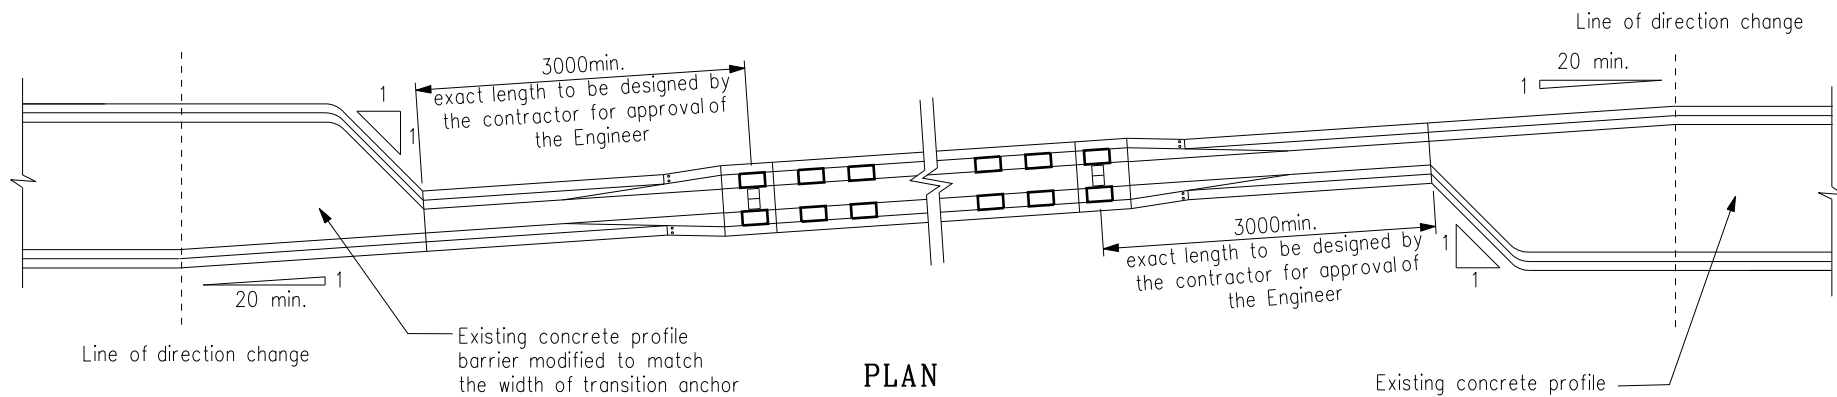 Line of direction change
3000min.
exact length to be designed by
the contractor for approval of
the Engineer
1
1
20 min.
1
3000min.
exact length to be designed by
the contractor for approval of
the Engineer
1
1
20 min.
1
Line of direction change
Existing concrete profile
barrier modified to match
the width of transition anchor
PLAN
Existing concrete profile